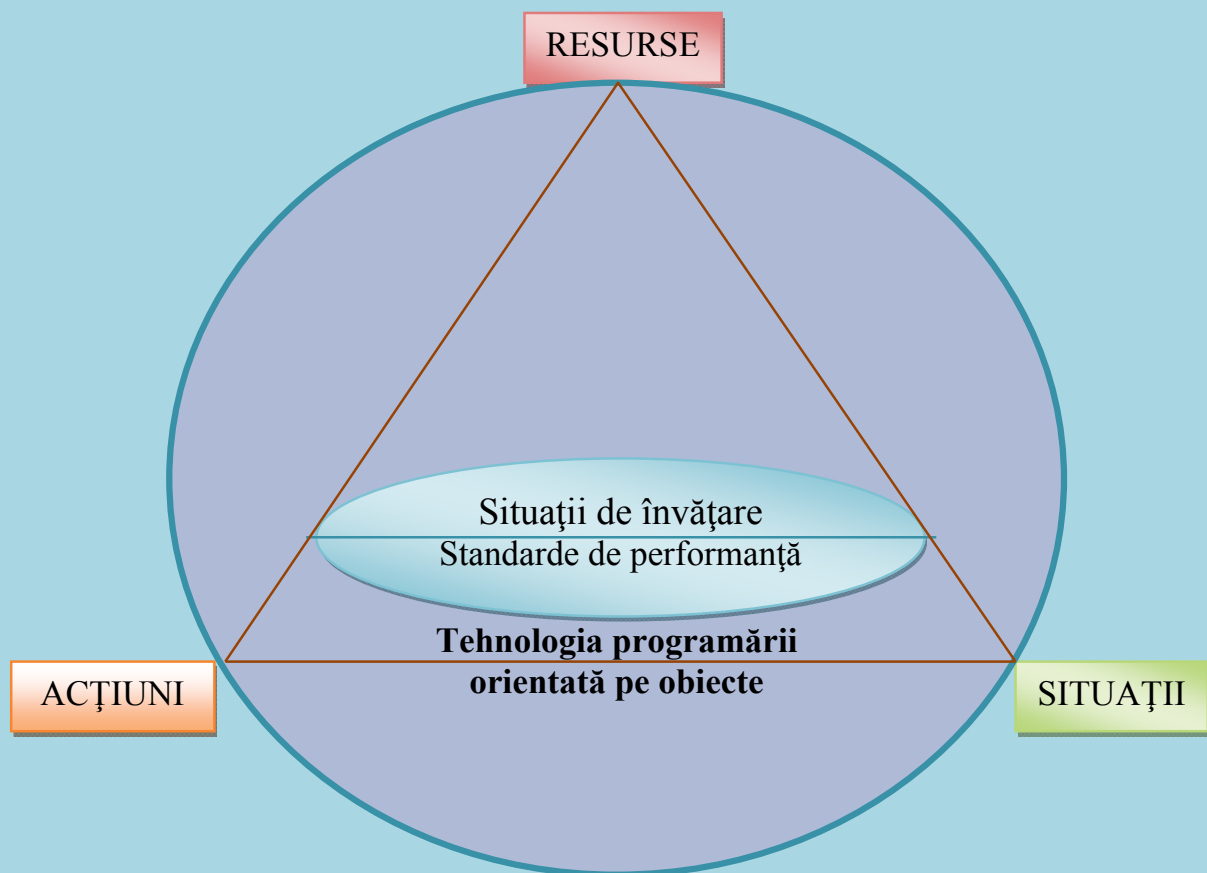 RESURSE
Situaţii de învăţare
Standarde de performanţă
Tehnologia programării
orientată pe obiecte
ACŢIUNI
SITUAŢII